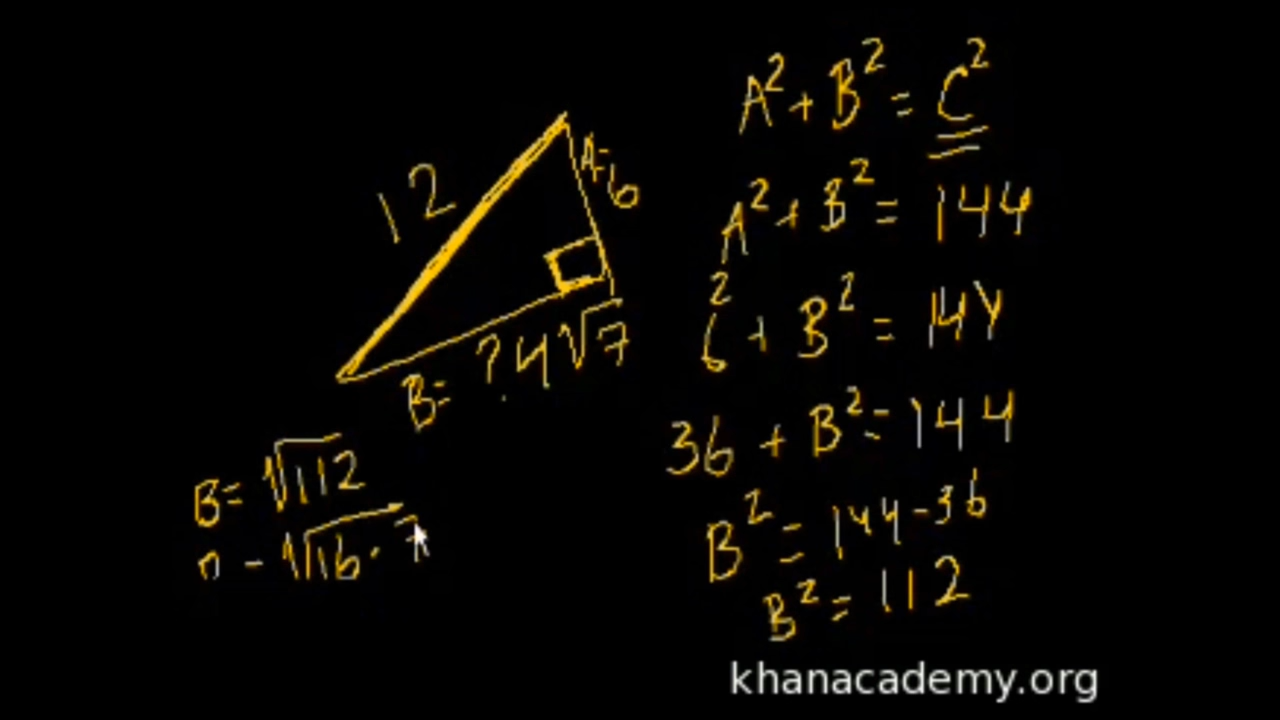 12
A=6
B= ? 4√7
B= √112
= √16 · 7
A² + B² = C²
A² + B² = 144
6² + B² = 144
36 + B² = 144
B² = 144-36
B² = 112
khanacademy.org